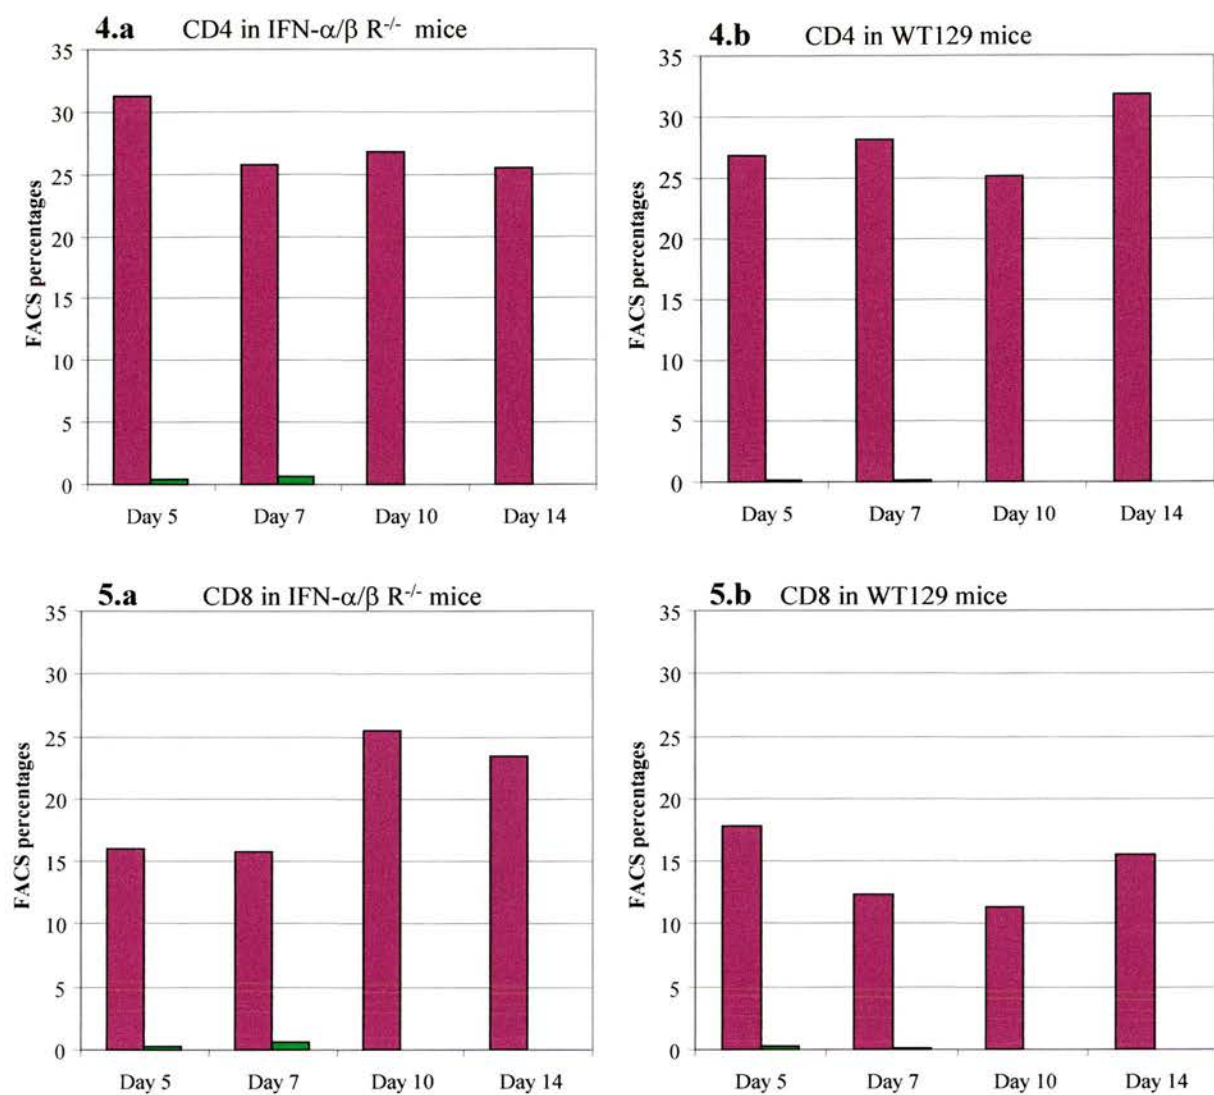 4.a CD4 in IFN-α/β R-/- mice
35
30
25
20
15
10
5
0
FACS percentages
Day 5 Day 7 Day 10 Day 14
4.b CD4 in WT129 mice
35
30
25
20
15
10
5
0
FACS percentages
Day 5 Day 7 Day 10 Day 14
5.a CD8 in IFN-α/β R-/- mice
35
30
25
20
15
10
5
0
FACS percentages
Day 5 Day 7 Day 10 Day 14
5.b CD8 in WT129 mice
35
30
25
20
15
10
5
0
FACS percentages
Day 5 Day 7 Day 10 Day 14